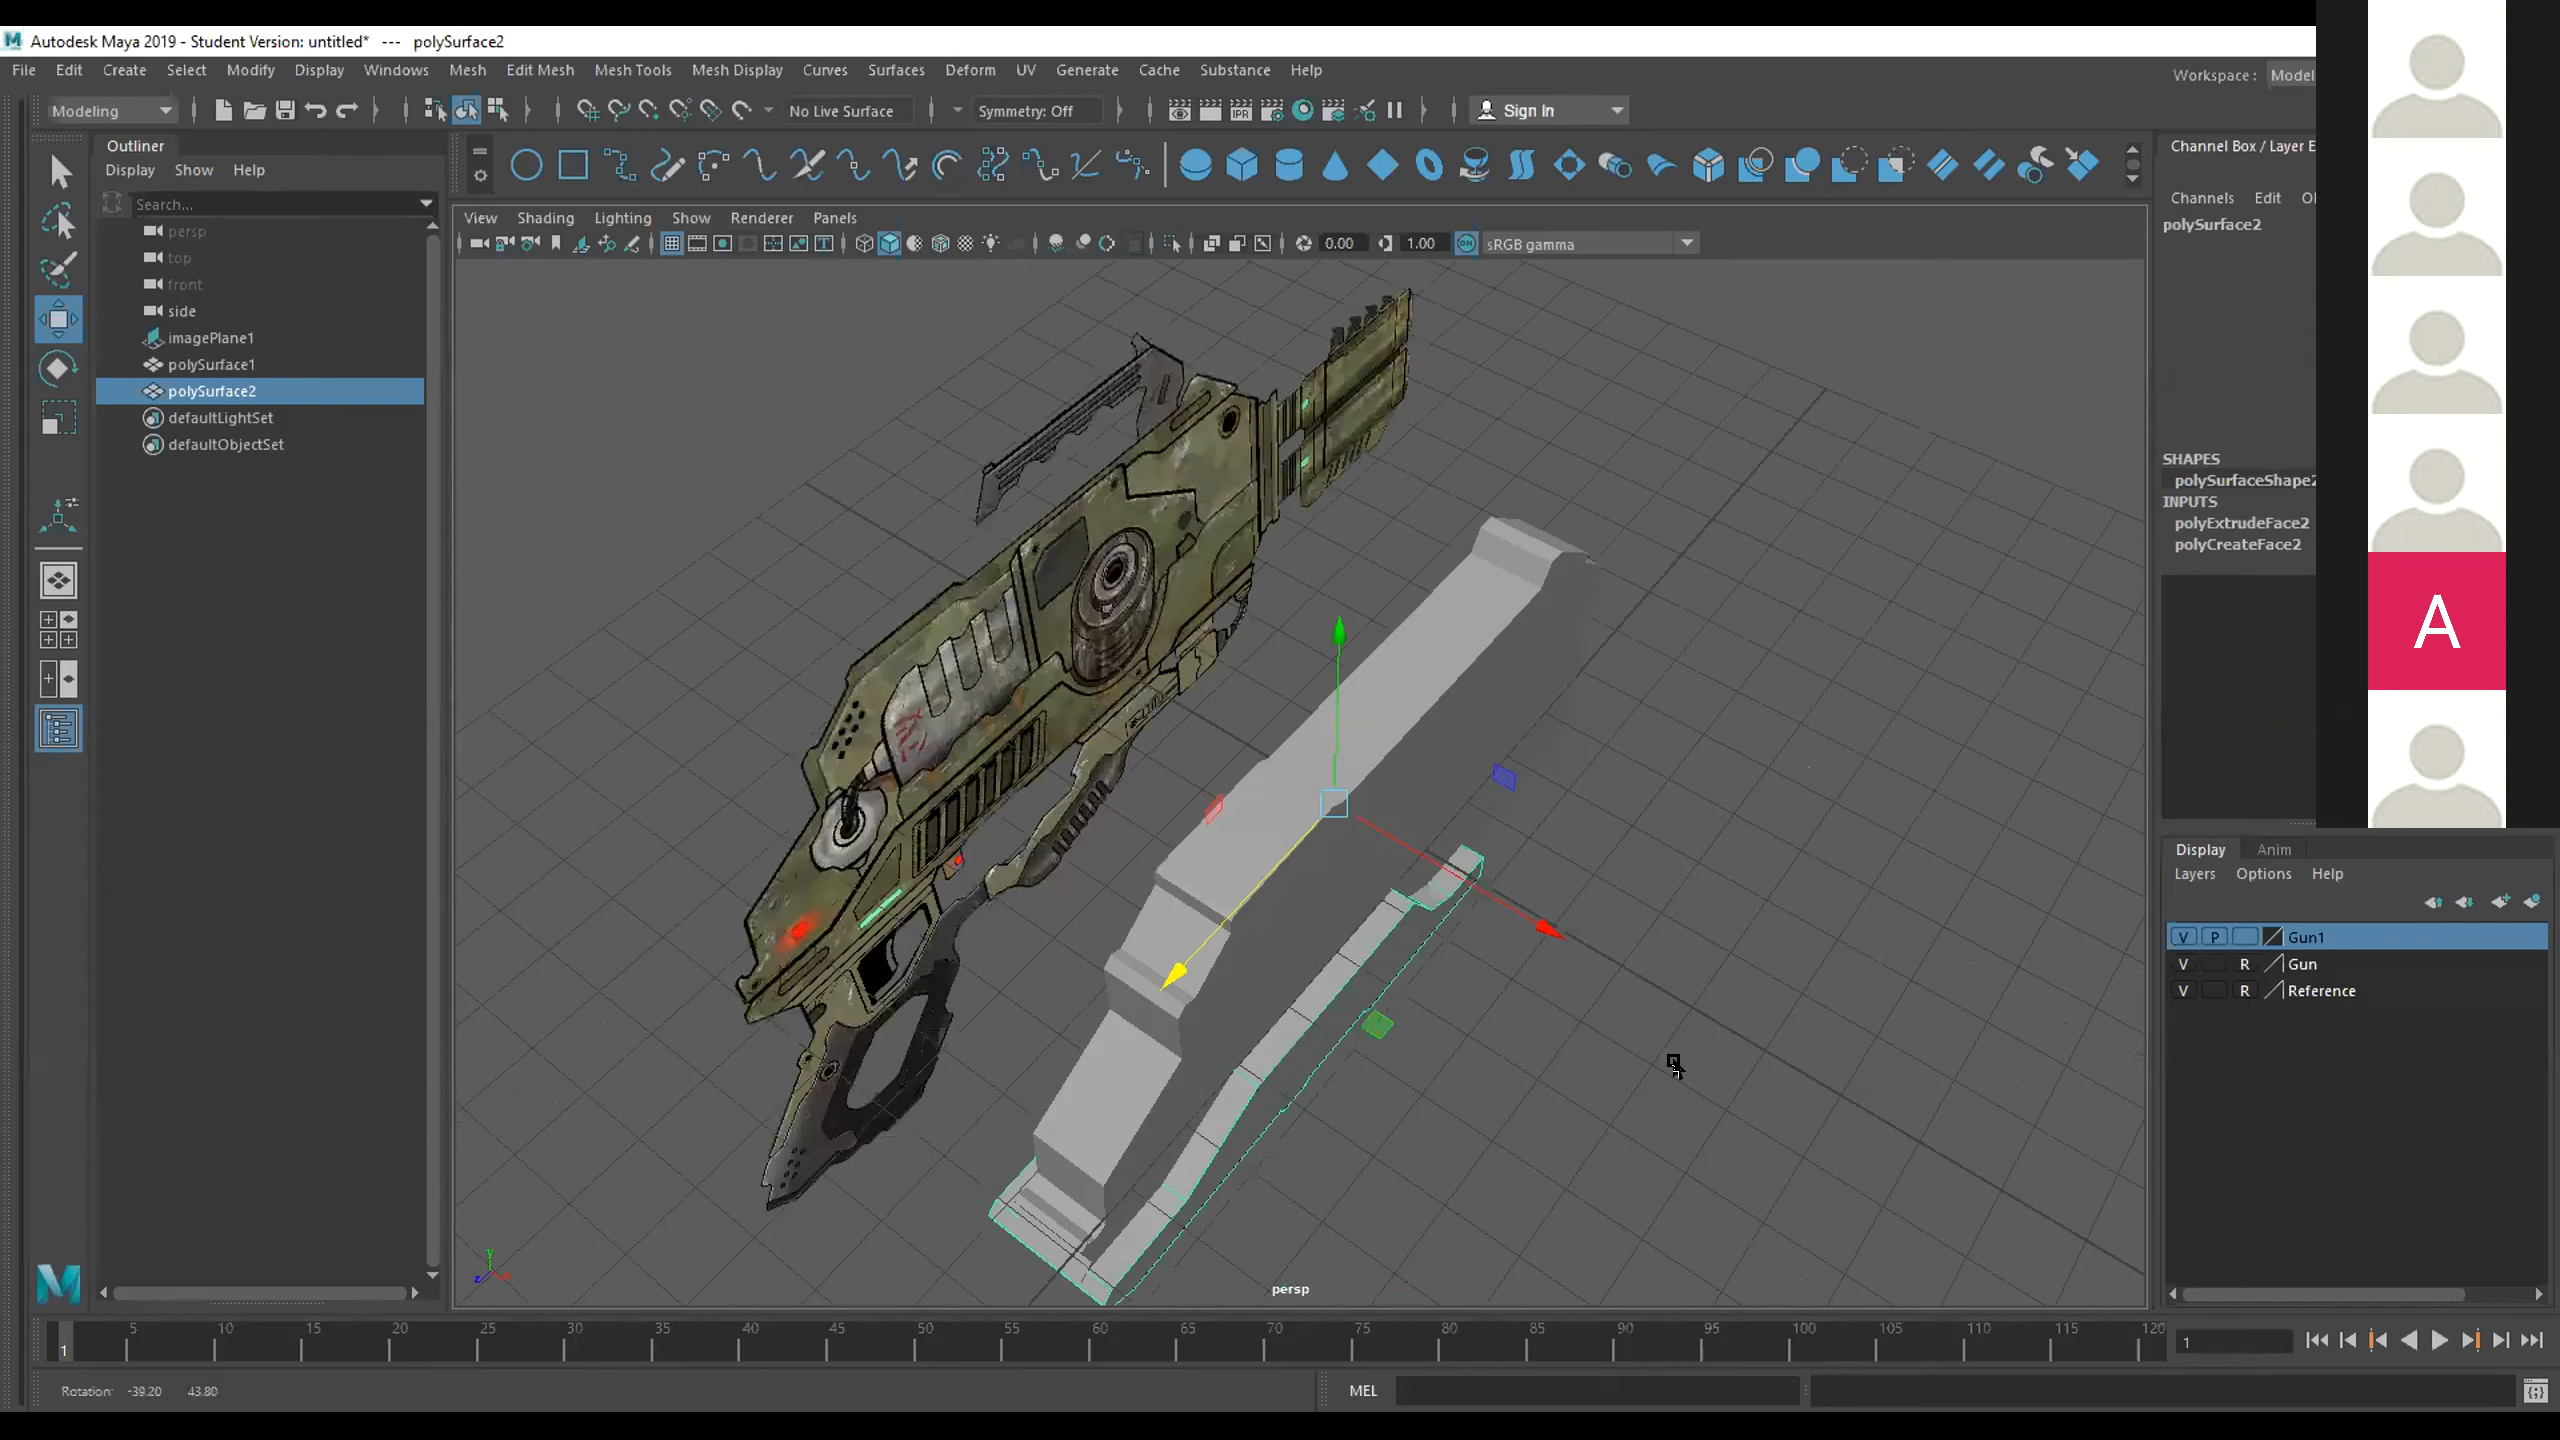 Autodesk Maya 2019 - Student Version: untitled*   ---   polySurface2
File Edit Create Select Modify Display Windows Mesh Edit Mesh Mesh Tools Mesh Display Curves Surfaces Deform UV Generate Cache Substance Help
Workspace : Model
Modeling
No Live Surface
Symmetry: Off
IPR
Sign In
Outliner
Display Show Help
Search...
persp
top
front
side
imagePlane1
polySurface1
polySurface2
defaultLightSet
defaultObjectSet
View Shading Lighting Show Renderer Panels
0.00
1.00
ON
sRGB gamma
persp
Channel Box / Layer E
Channels Edit
polySurface2
SHAPES
polySurfaceShape2
INPUTS
polyExtrudeFace2
polyCreateFace2
A
Display Anim
Layers Options Help
V P Gun1
V R Gun
V R Reference
5 10 15 20 25 30 35 40 45 50 55 60 65 70 75 80 85 90 95 100 105 110 115 120
1
1
Rotation: -39.20 43.80
MEL